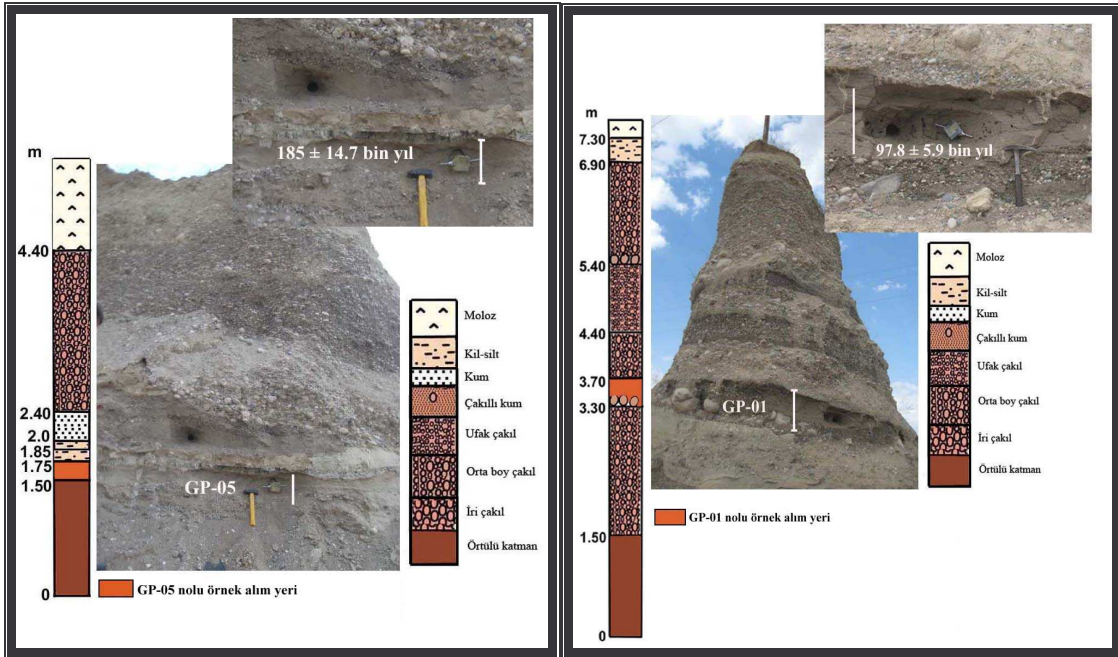 m
4.40
2.40
2.0
1.85
1.75
1.50
0
185 ± 14.7 bin yıl
GP-05
Moloz
Kil-silt
Kum
Çakıllı kum
Ufak çakıl
Orta boy çakıl
İri çakıl
Örtülü katman
GP-05 nolu örnek alım yeri
m
7.30
6.90
5.40
4.40
3.70
3.30
1.50
0
97.8 ± 5.9 bin yıl
GP-01
Moloz
Kil-silt
Kum
Çakıllı kum
Ufak çakıl
Orta boy çakıl
İri çakıl
Örtülü katman
GP-01 nolu örnek alım yeri